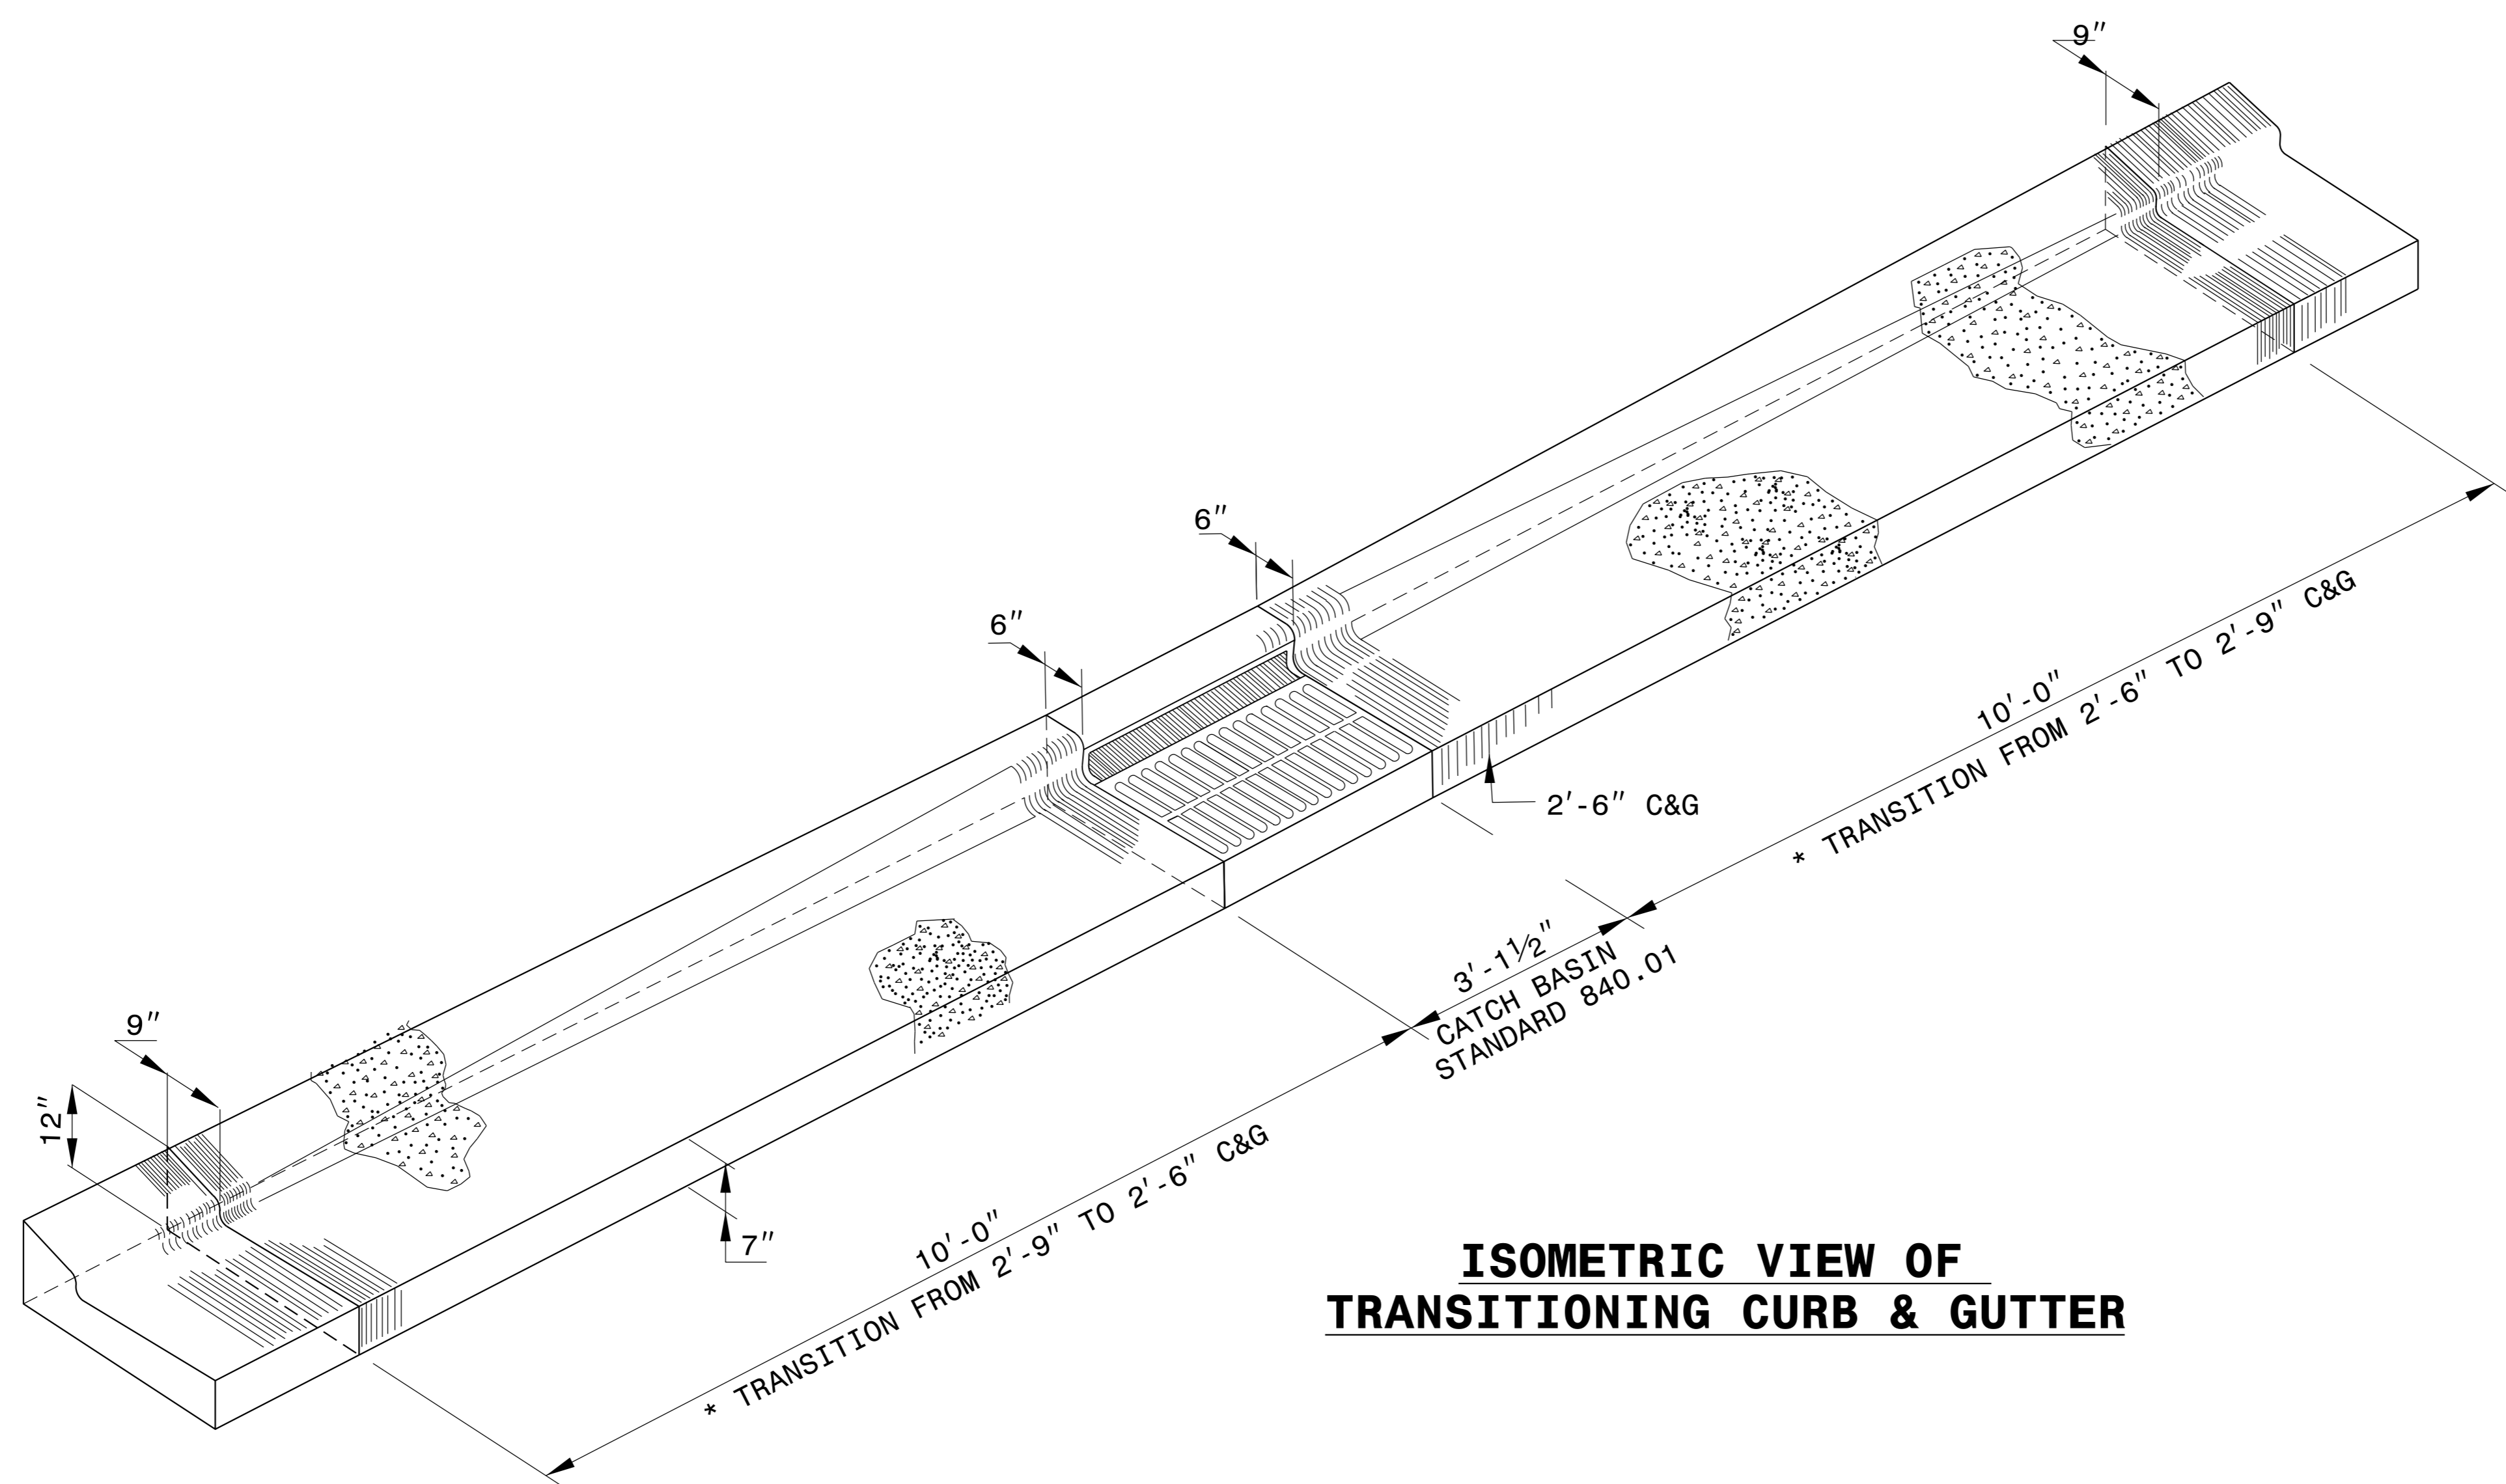 9"
6"
6"
10'-0"
* TRANSITION FROM 2'-6" TO 2'-9" C&G
2'-6" C&G
3'-1½"
CATCH BASIN
STANDARD 840.01
9"
12"
7"
10'-0"
* TRANSITION FROM 2'-9" TO 2'-6" C&G
ISOMETRIC VIEW OF
TRANSITIONING CURB & GUTTER